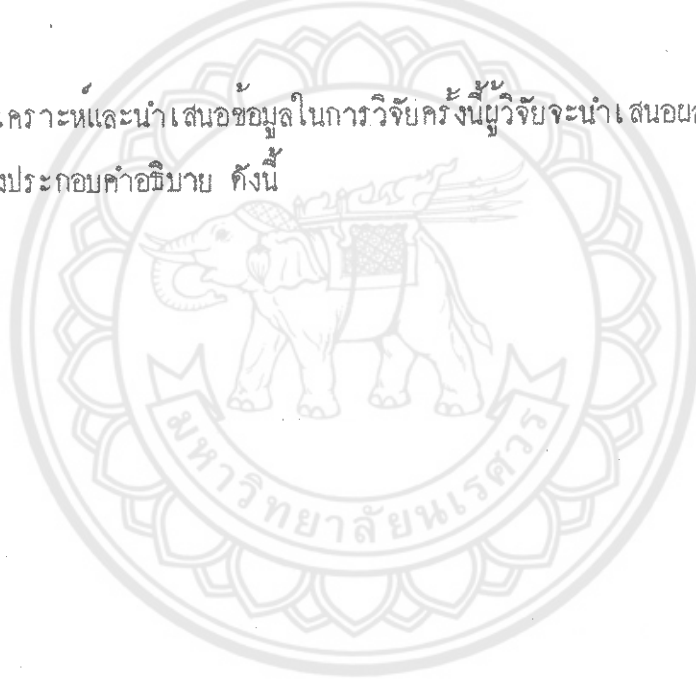 เคราะห์และนำเสนอข้อมูลในการวิจัยครั้งนี้ผู้วิจัยจะนำเสนอผล
งประกอบคำอธิบาย ดังนี้
มหาวิทยาลัยนเรศวร